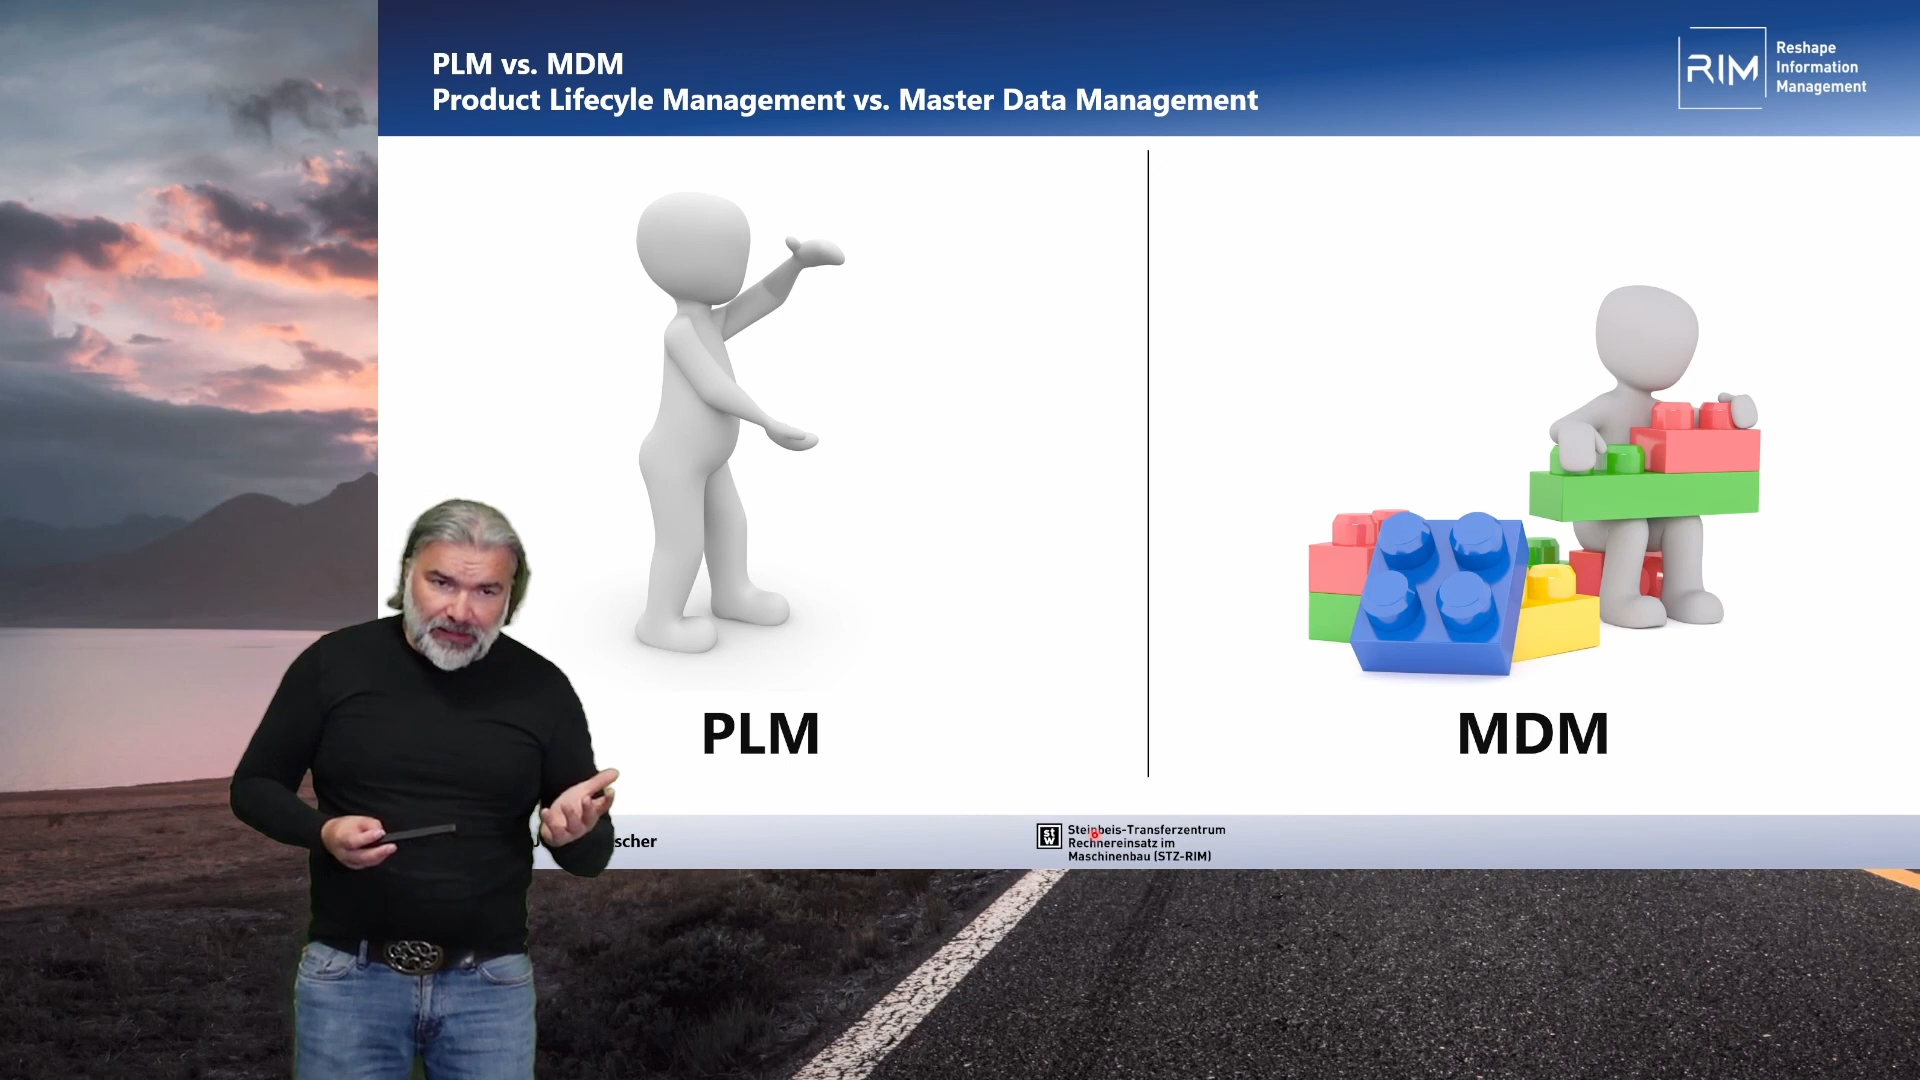 PLM vs. MDM
Product Lifecyle Management vs. Master Data Management
RIM
Reshape
Information
Management
PLM
MDM
scher
stw
Steinbeis-Transferzentrum
Rechnereinsatz im
Maschinenbau (STZ-RIM)